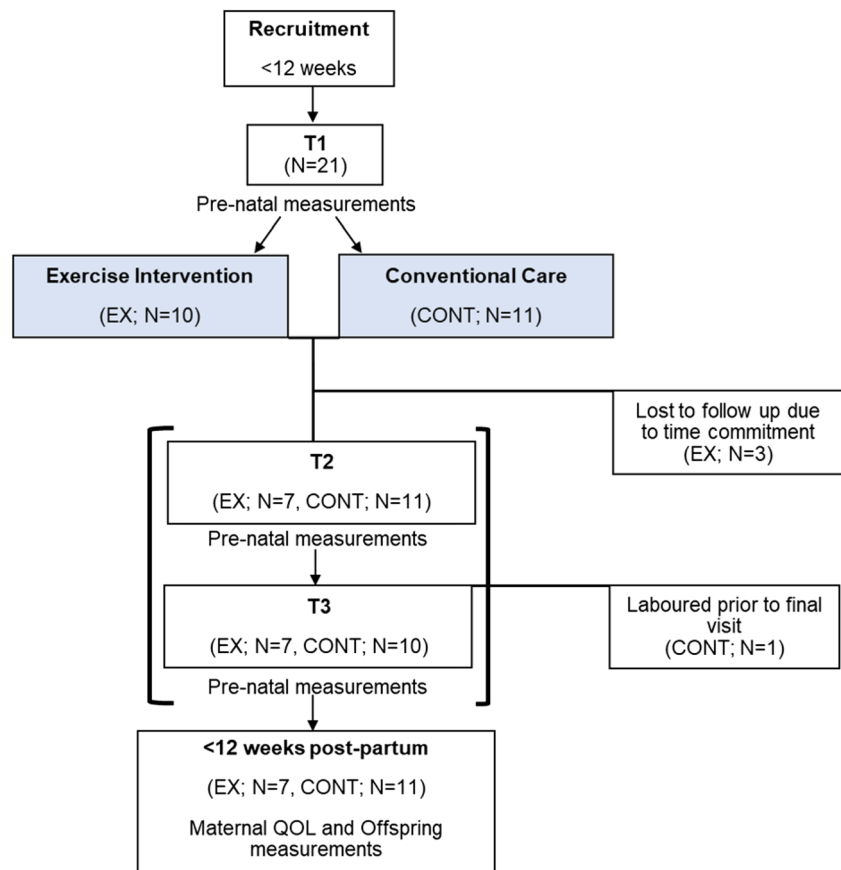 Recruitment
<12 weeks
T1
(N=21)
Pre-natal measurements
Exercise Intervention
(EX; N=10)
Conventional Care
(CONT; N=11)
Lost to follow up due
to time commitment
(EX; N=3)
T2
(EX; N=7, CONT; N=11)
Pre-natal measurements
T3
(EX; N=7, CONT; N=10)
Laboured prior to final
visit
(CONT; N=1)
Pre-natal measurements
<12 weeks post-partum
(EX; N=7, CONT; N=11)
Maternal QOL and Offspring
measurements